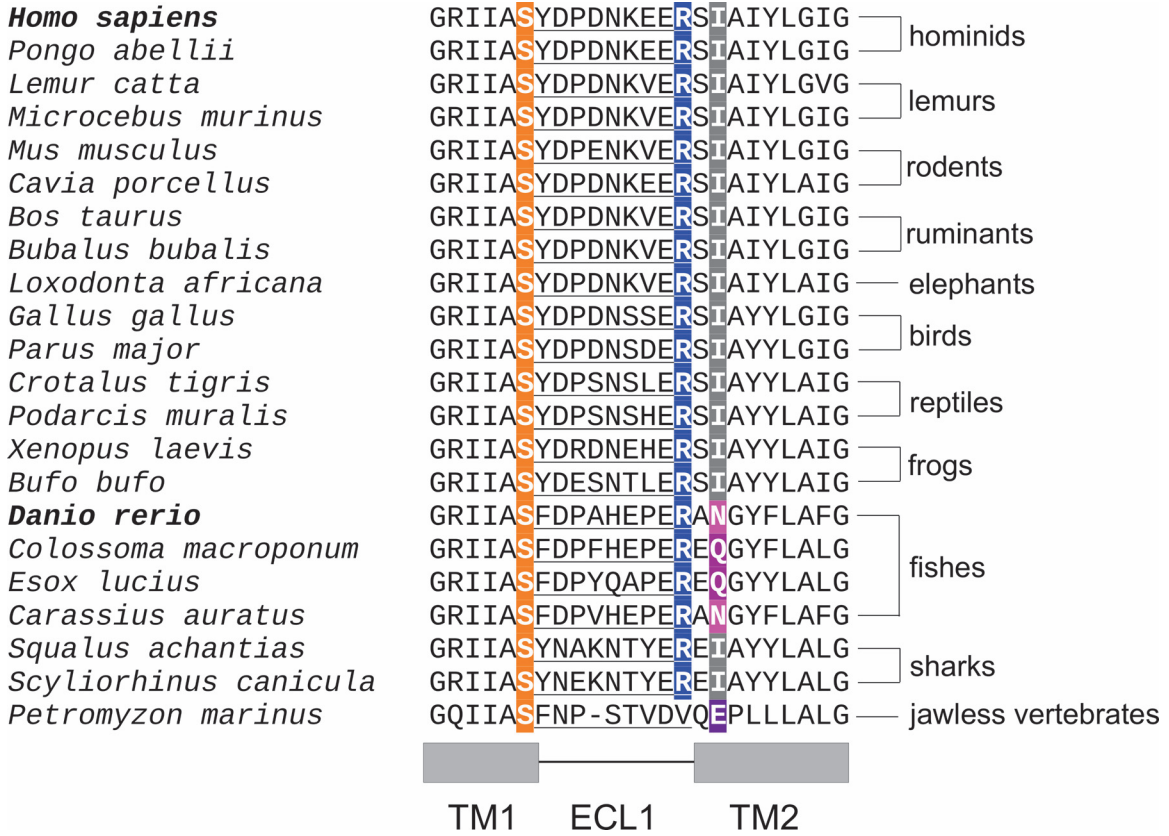 Homo sapiens GRIIASYDPDNKEERSIAIYLGIG hominids
Pongo abellii GRIIASYDPDNKEERSIAIYLGIG
Lemur catta GRIIASYDPDNKVERSIAIYLGVG lemurs
Microcebus murinus GRIIASYDPDNKVERSIAIYLGIG
Mus musculus GRIIASYDPENKVERSIAIYLGIG rodents
Cavia porcellus GRIIASYDPDNKEERSIAIYLAIG
Bos taurus GRIIASYDPDNKVERSIAIYLGIG ruminants
Bubalus bubalis GRIIASYDPDNKVERSIAIYLGIG
Loxodonta africana GRIIASYDPDNKVERSIAIYLAIG elephants
Gallus gallus GRIIASYDPDNSSERSIAYYLGIG birds
Parus major GRIIASYDPDNSDERSIAYYLGIG
Crotalus tigris GRIIASYDPSNSLERSIAYYLAIG reptiles
Podarcis muralis GRIIASYDPSNSHERSIAYYLAIG
Xenopus laevis GRIIASYDRDNEHERSIAYYLAIG frogs
Bufo bufo GRIIASYDESNTLERSIAYYLAIG
Danio rerio GRIIASFDPAHEPERANGYFLAFG fishes
Colossoma macroponum GRIIASFDPFHEPEREQGYFLALG
Esox lucius GRIIASFDPYQAPEREQGYYLALG
Carassius auratus GRIIASFDPVHEPERANGYFLAFG
Squalus achantias GRIIASYNAKNTYEREIAYYLALG sharks
Scyliorhinus canicula GRIIASYNEKNTYEREIAYYLALG
Petromyzon marinus GQIIASFNP-STVDVQEPLLLALG jawless vertebrates
TM1 ECL1 TM2